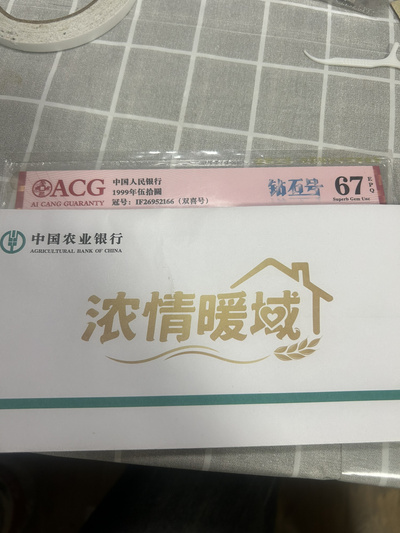 ACG
AI CANG GUARANTY
中国人民银行
1999年伍拾圆
冠号：IF26952166（双喜号）
钻石号
67
EPQ
Superb Gem Unc
中国农业银行
AGRICULTURAL BANK OF CHINA
浓情暖域